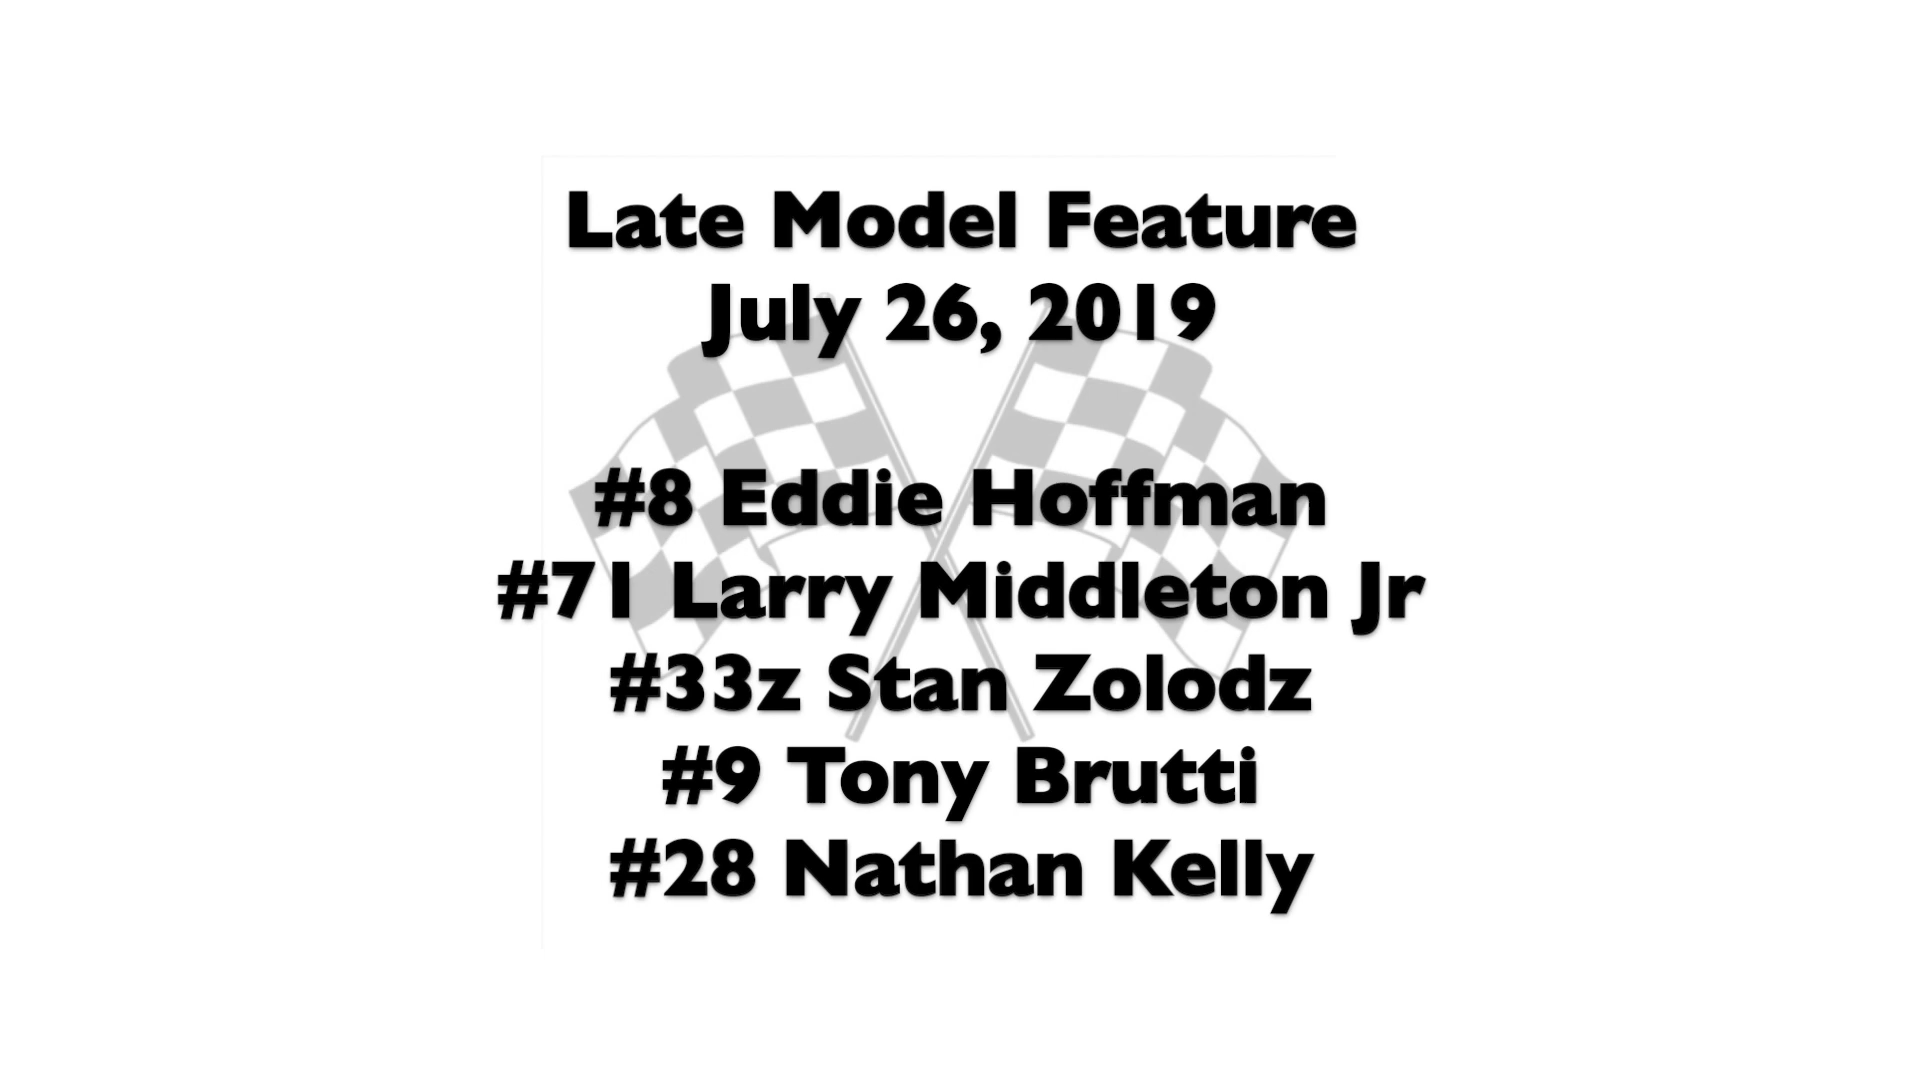 Late Model Feature
July 26, 2019
#8 Eddie Hoffman
#71 Larry Middleton Jr
#33z Stan Zolodz
#9 Tony Brutti
#28 Nathan Kelly